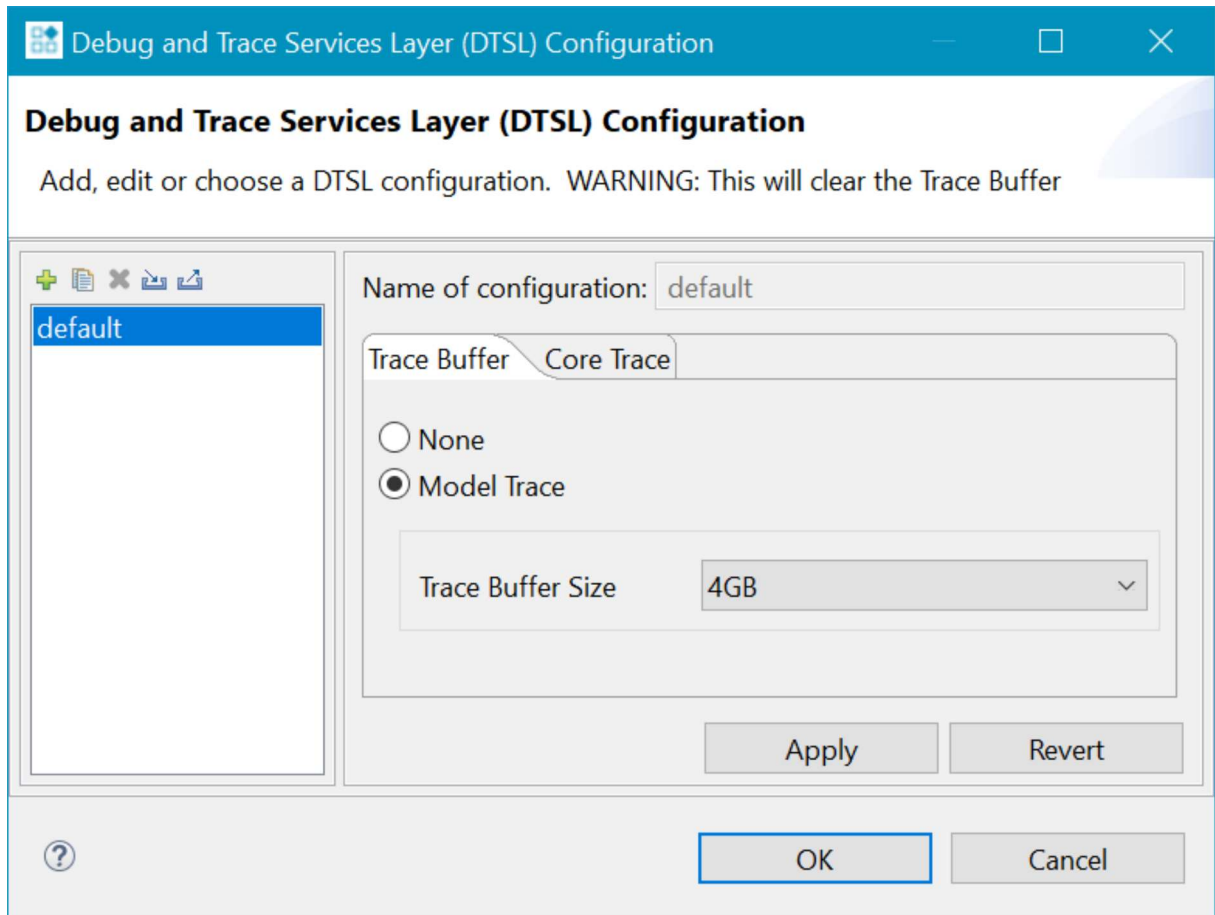 Debug and Trace Services Layer (DTSL) Configuration
Debug and Trace Services Layer (DTSL) Configuration
Add, edit or choose a DTSL configuration.  WARNING: This will clear the Trace Buffer
default
Name of configuration: default
Trace Buffer Core Trace
None
Model Trace
Trace Buffer Size 4GB
Apply Revert
OK Cancel